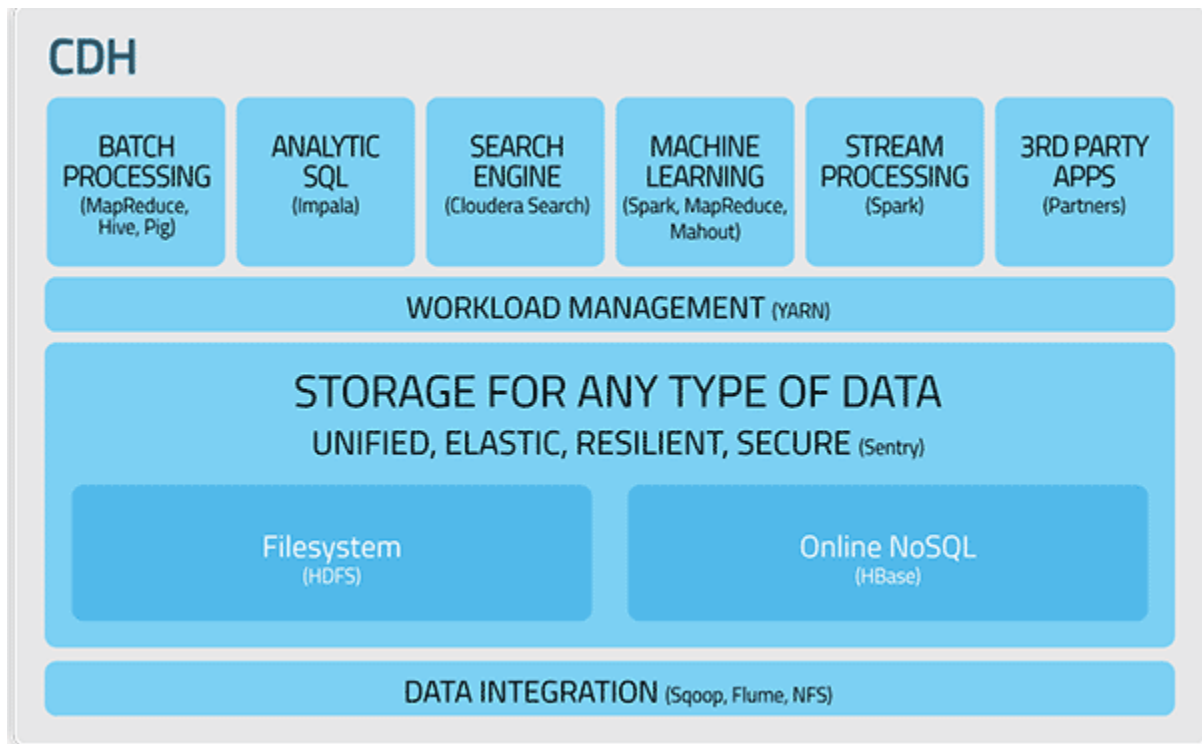 CDH
BATCH
PROCESSING
(MapReduce,
Hive, Pig)
ANALYTIC
SQL
(Impala)
SEARCH
ENGINE
(Cloudera Search)
MACHINE
LEARNING
(Spark, MapReduce,
Mahout)
STREAM
PROCESSING
(Spark)
3RD PARTY
APPS
(Partners)
WORKLOAD MANAGEMENT (YARN)
STORAGE FOR ANY TYPE OF DATA
UNIFIED, ELASTIC, RESILIENT, SECURE (Sentry)
Filesystem
(HDFS)
Online NoSQL
(HBase)
DATA INTEGRATION (Sqoop, Flume, NFS)